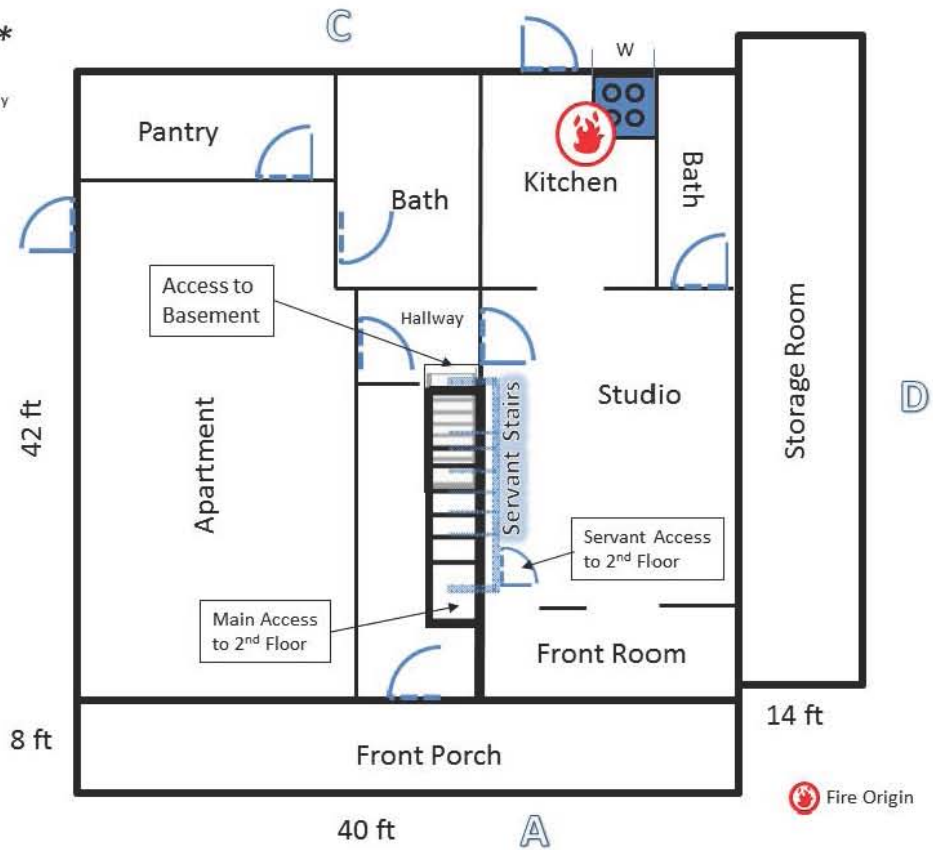 C
*
W
y
Pantry
Bath
Kitchen
Bath
Access to
Basement
Hallway
Studio
Storage Room
D
42 ft
Apartment
Servant Stairs
Servant Access
to 2nd Floor
Main Access
to 2nd Floor
Front Room
14 ft
8 ft
Front Porch
Fire Origin
40 ft
A